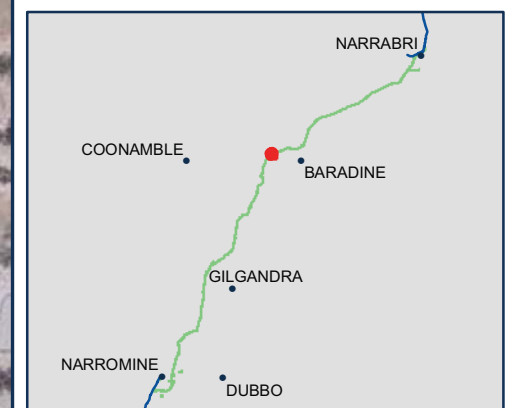 NARRABRI
COONAMBLE
BARADINE
GILGANDRA
NARROMINE
DUBBO